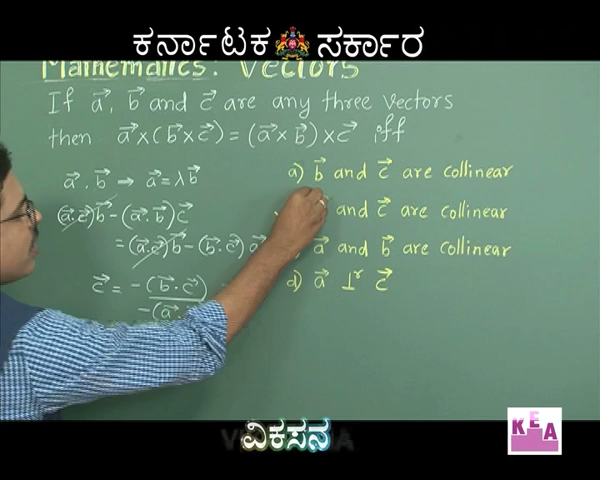 ಕರ್ನಾಟಕ ಸರ್ಕಾರ
Mathematics: Vectors
If a⃗, b⃗ and c⃗ are any three vectors
then a⃗×(b⃗×c⃗) = (a⃗×b⃗)×c⃗ iff
a⃗, b⃗ → a⃗ = λb⃗
(a⃗.c⃗)b⃗ - (a⃗.b⃗)c⃗
= (a⃗.c⃗)b⃗ - (b⃗.c⃗)a⃗
c⃗ = -(b⃗.c⃗)
-(a⃗.
a) b⃗ and c⃗ are collinear
and c⃗ are collinear
a⃗ and b⃗ are collinear
d) a⃗ ⊥ʳ c⃗
ವಿಕಸನ
KEA